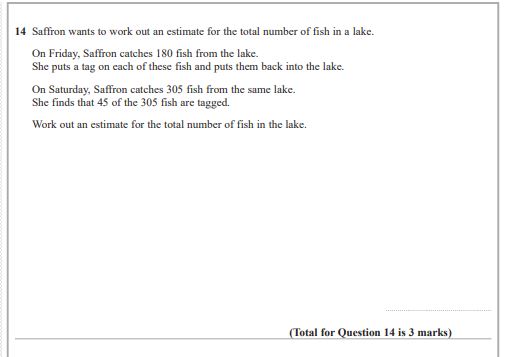 14 Saffron wants to work out an estimate for the total number of fish in a lake.
On Friday, Saffron catches 180 fish from the lake.
She puts a tag on each of these fish and puts them back into the lake.
On Saturday, Saffron catches 305 fish from the same lake.
She finds that 45 of the 305 fish are tagged.
Work out an estimate for the total number of fish in the lake.
(Total for Question 14 is 3 marks)